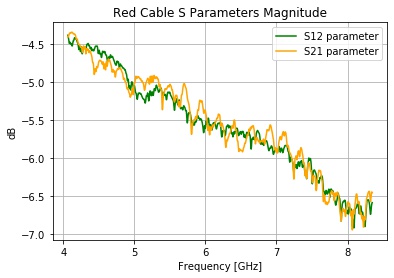 Red Cable S Parameters Magnitude
S12 parameter
S21 parameter
−4.5
−5.0
−5.5
−6.0
−6.5
−7.0
dB
4 5 6 7 8
Frequency [GHz]